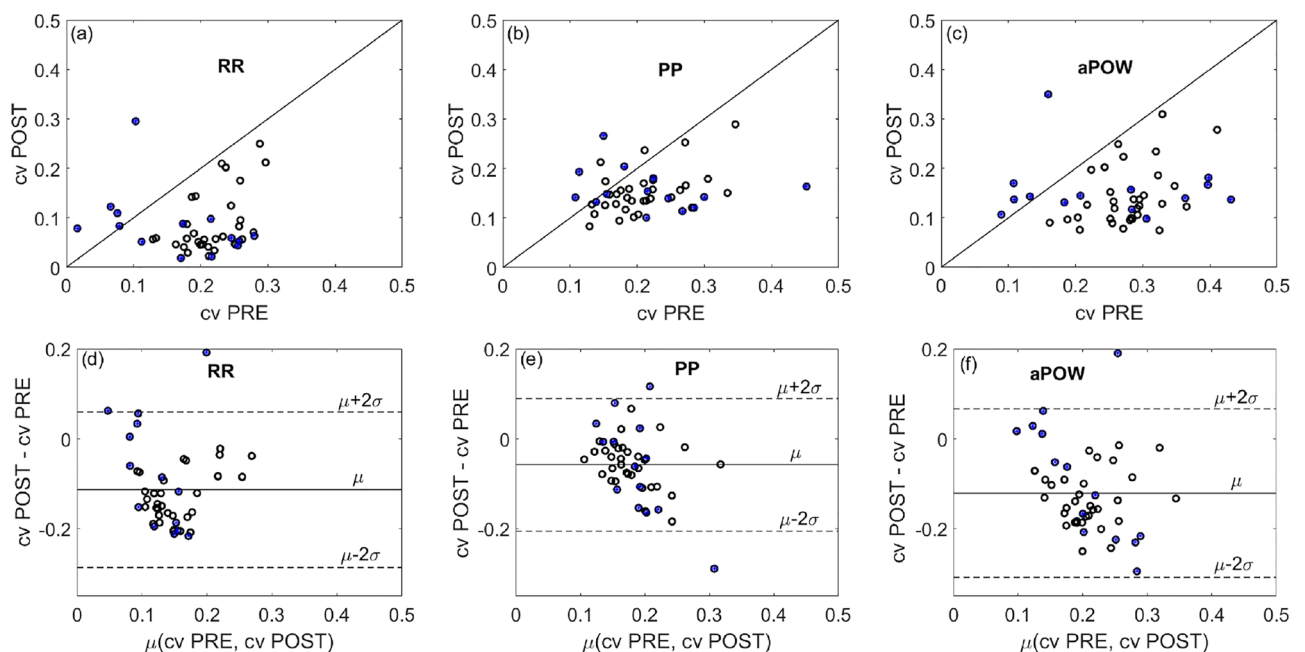 (a)
RR
cv POST
0.5
0.4
0.3
0.2
0.1
0
0
0.1
0.2
0.3
0.4
0.5
cv PRE
(b)
PP
cv POST
0.5
0.4
0.3
0.2
0.1
0
0
0.1
0.2
0.3
0.4
0.5
cv PRE
(c)
aPOW
cv POST
0.5
0.4
0.3
0.2
0.1
0
0
0.1
0.2
0.3
0.4
0.5
cv PRE
(d)
RR
cv POST - cv PRE
0.2
0
-0.2
μ+2σ
μ
μ-2σ
0
0.1
0.2
0.3
0.4
0.5
μ(cv PRE, cv POST)
(e)
PP
cv POST - cv PRE
0.2
0
-0.2
μ+2σ
μ
μ-2σ
0
0.1
0.2
0.3
0.4
0.5
μ(cv PRE, cv POST)
(f)
aPOW
cv POST - cv PRE
0.2
0
-0.2
μ+2σ
μ
μ-2σ
0
0.1
0.2
0.3
0.4
0.5
μ(cv PRE, cv POST)